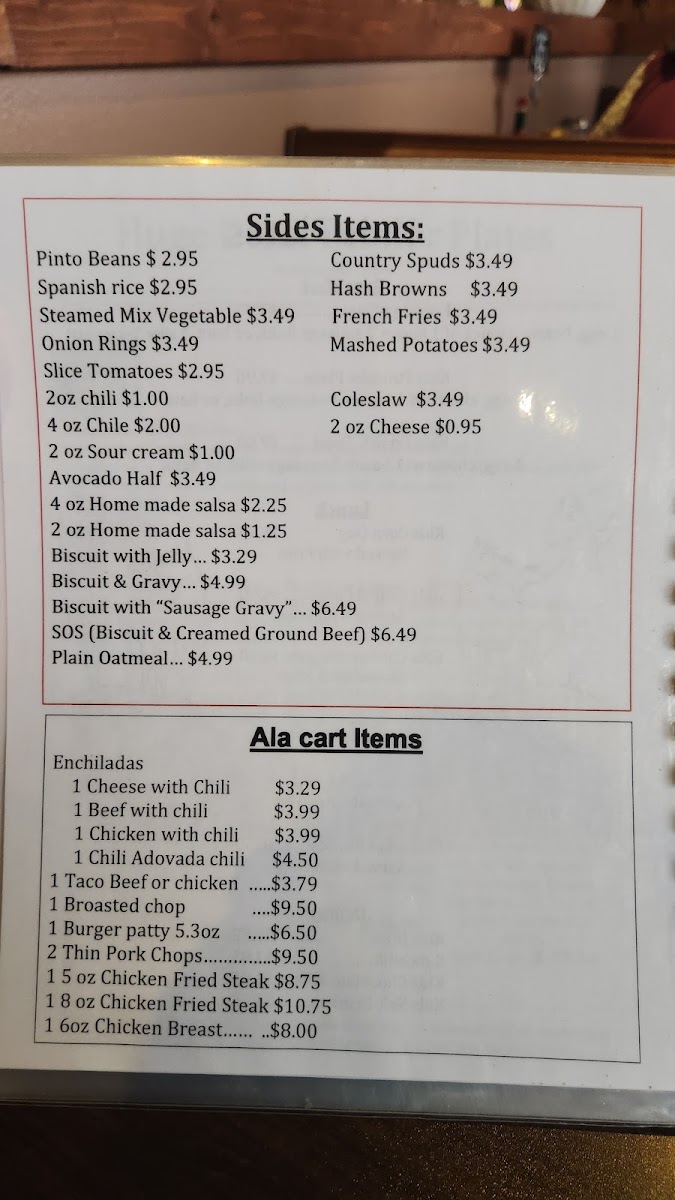 Sides Items:
Pinto Beans $ 2.95
Spanish rice $2.95
Steamed Mix Vegetable $3.49
Onion Rings $3.49
Slice Tomatoes $2.95
2oz chili $1.00
4 oz Chile $2.00
2 oz Sour cream $1.00
Avocado Half $3.49
4 oz Home made salsa $2.25
2 oz Home made salsa $1.25
Biscuit with Jelly... $3.29
Biscuit & Gravy... $4.99
Biscuit with “Sausage Gravy”... $6.49
SOS (Biscuit & Creamed Ground Beef) $6.49
Plain Oatmeal... $4.99
Country Spuds $3.49
Hash Browns $3.49
French Fries $3.49
Mashed Potatoes $3.49
Coleslaw $3.49
2 oz Cheese $0.95
Ala cart Items
Enchiladas
1 Cheese with Chili $3.29
1 Beef with chili $3.99
1 Chicken with chili $3.99
1 Chili Adovada chili $4.50
1 Taco Beef or chicken .....$3.79
1 Broasted chop ....$9.50
1 Burger patty 5.3oz .....$6.50
2 Thin Pork Chops..............$9.50
1 5 oz Chicken Fried Steak $8.75
1 8 oz Chicken Fried Steak $10.75
1 6oz Chicken Breast...... ..$8.00